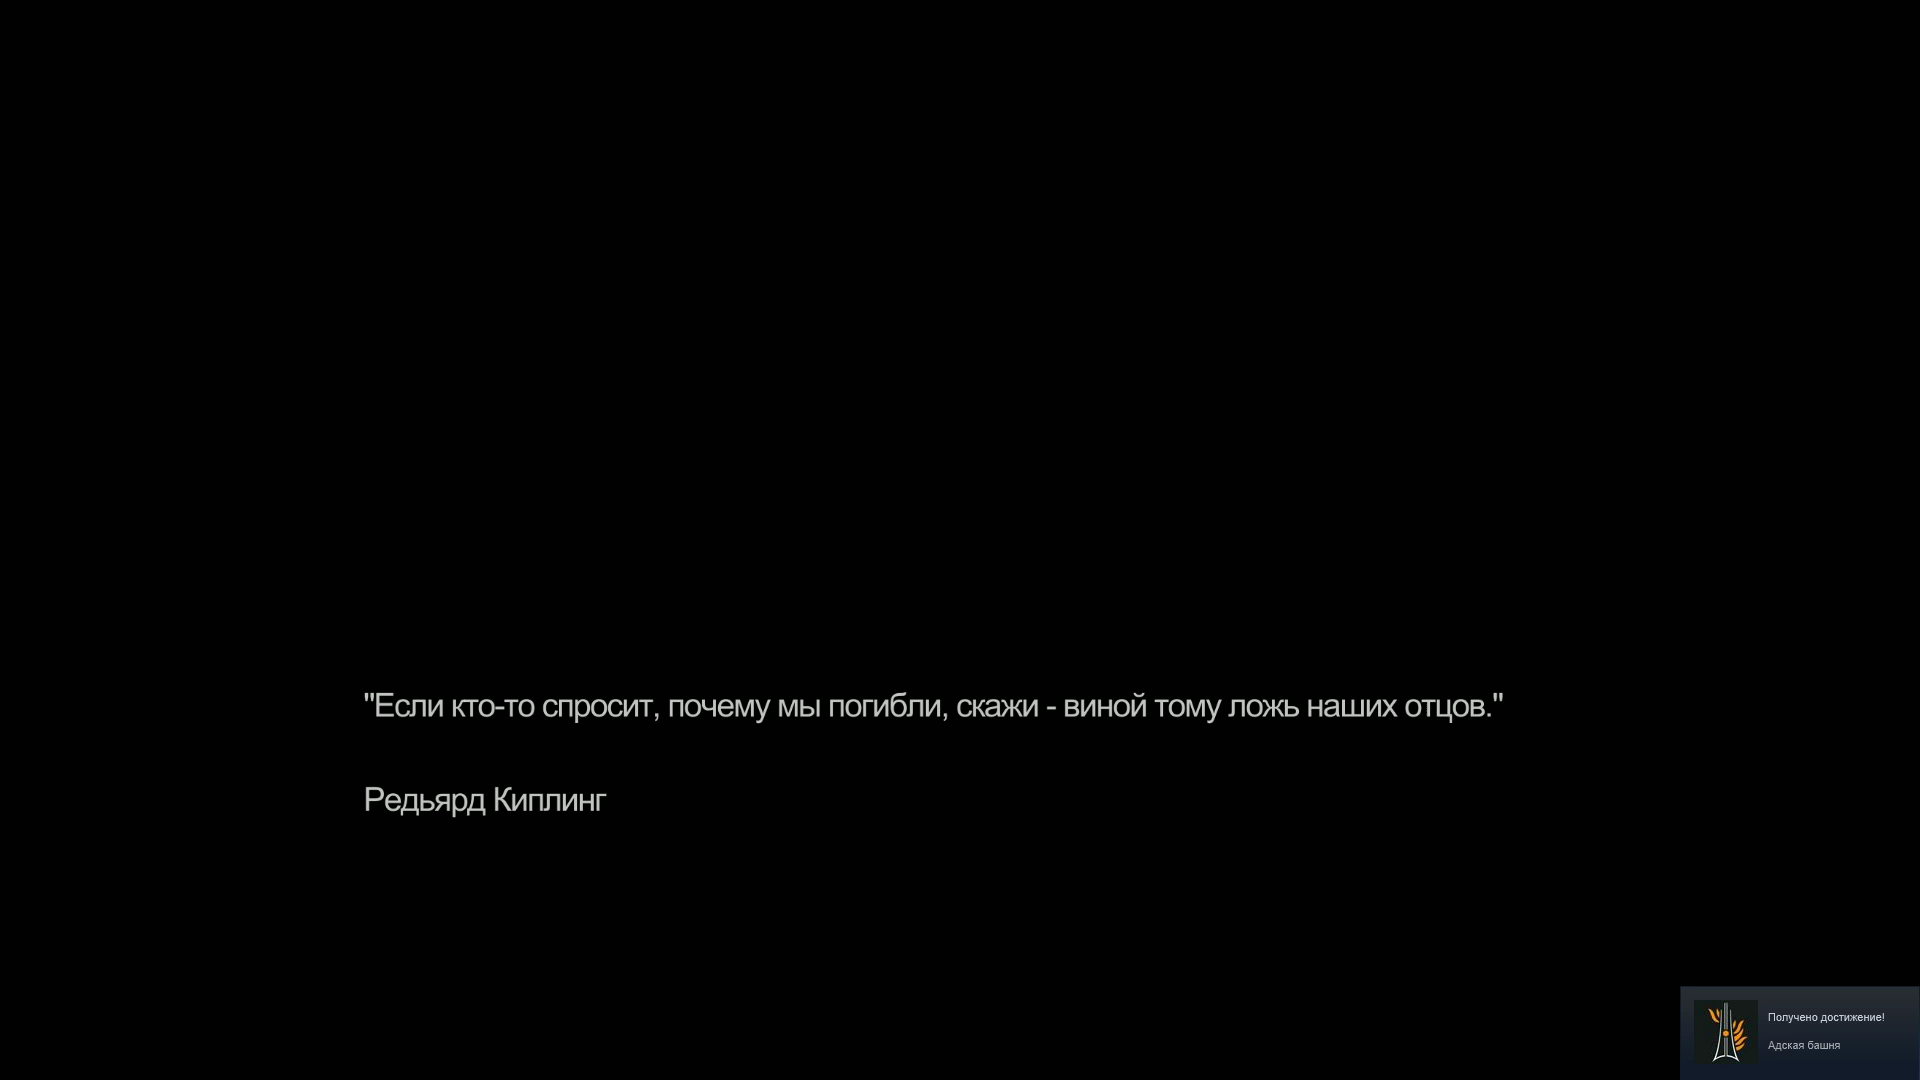 "Если кто-то спросит, почему мы погибли, скажи - виной тому ложь наших отцов."
Редьярд Киплинг
Получено достижение!
Адская башня